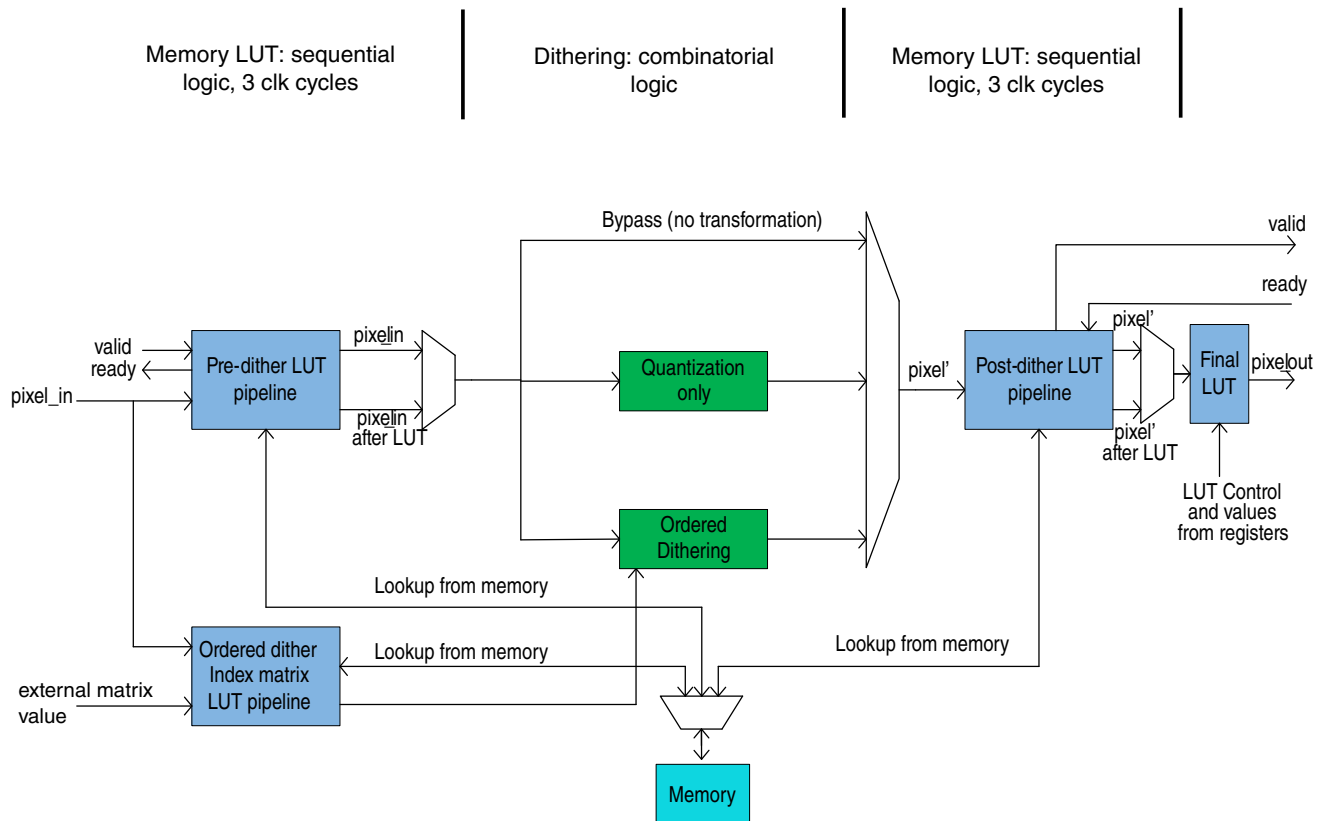 Memory LUT: sequential
logic, 3 clk cycles
Dithering: combinatorial
logic
Memory LUT: sequential
logic, 3 clk cycles
Bypass (no transformation)
valid
ready
valid
ready
pixel_in
Pre-dither LUT
pipeline
pixel_in
pixel_in
after LUT
Quantization
only
pixel'
Post-dither LUT
pipeline
pixel'
pixel'
after LUT
Final
LUT
pixelout
LUT Control
and values
from registers
Ordered
Dithering
Lookup from memory
Ordered dither
Index matrix
LUT pipeline
Lookup from memory
Lookup from memory
external matrix
value
Memory